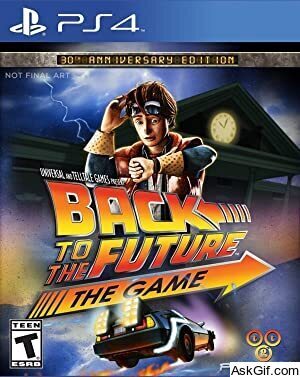 PS4
30TH ANNIVERSARY EDITION
NOT FINAL ART
UNIVERSAL AND TELLTALE GAMES PRESENT
BACK
TO
THE FUTURE
THE GAME
TEEN
T
ESRB
AskGif.com